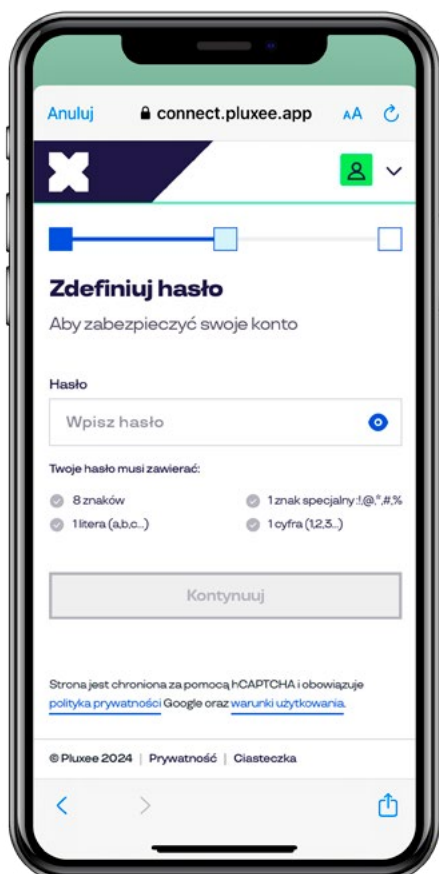 Anuluj connect.pluxee.app AA
Zdefiniuj hasło
Aby zabezpieczyć swoje konto
Hasło
Wpisz hasło
Twoje hasło musi zawierać:
8 znaków 1 znak specjalny:!,@,*,#,%
1 litera (a,b,c...) 1 cyfra (1,2,3...)
Kontynuuj
Strona jest chroniona za pomocą hCAPTCHA i obowiązuje
polityka prywatności Google oraz warunki użytkowania.
© Pluxee 2024 | Prywatność | Ciasteczka